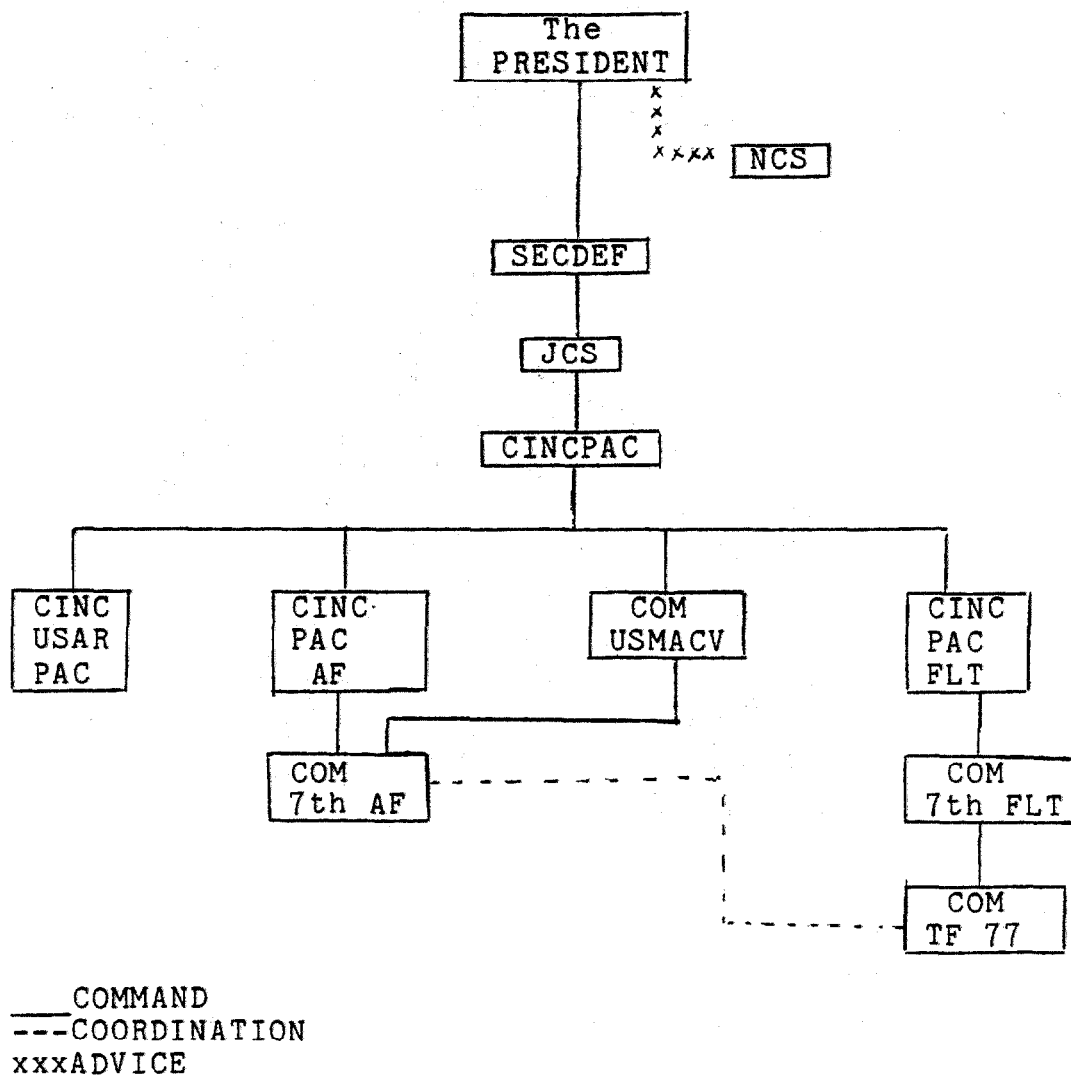 The
PRESIDENT
NCS
SECDEF
JCS
CINCPAC
CINC
USAR
PAC
CINC
PAC
AF
COM
USMACV
CINC
PAC
FLT
COM
7th AF
COM
7th FLT
COM
TF 77
___COMMAND
---COORDINATION
xxxADVICE